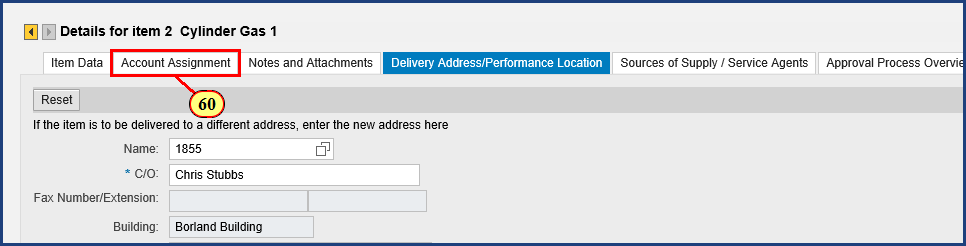 Details for item 2 Cylinder Gas 1
Item Data Account Assignment Notes and Attachments Delivery Address/Performance Location Sources of Supply / Service Agents Approval Process Overvie
60
Reset
If the item is to be delivered to a different address, enter the new address here
Name: 1855
* C/O: Chris Stubbs
Fax Number/Extension:
Building: Borland Building